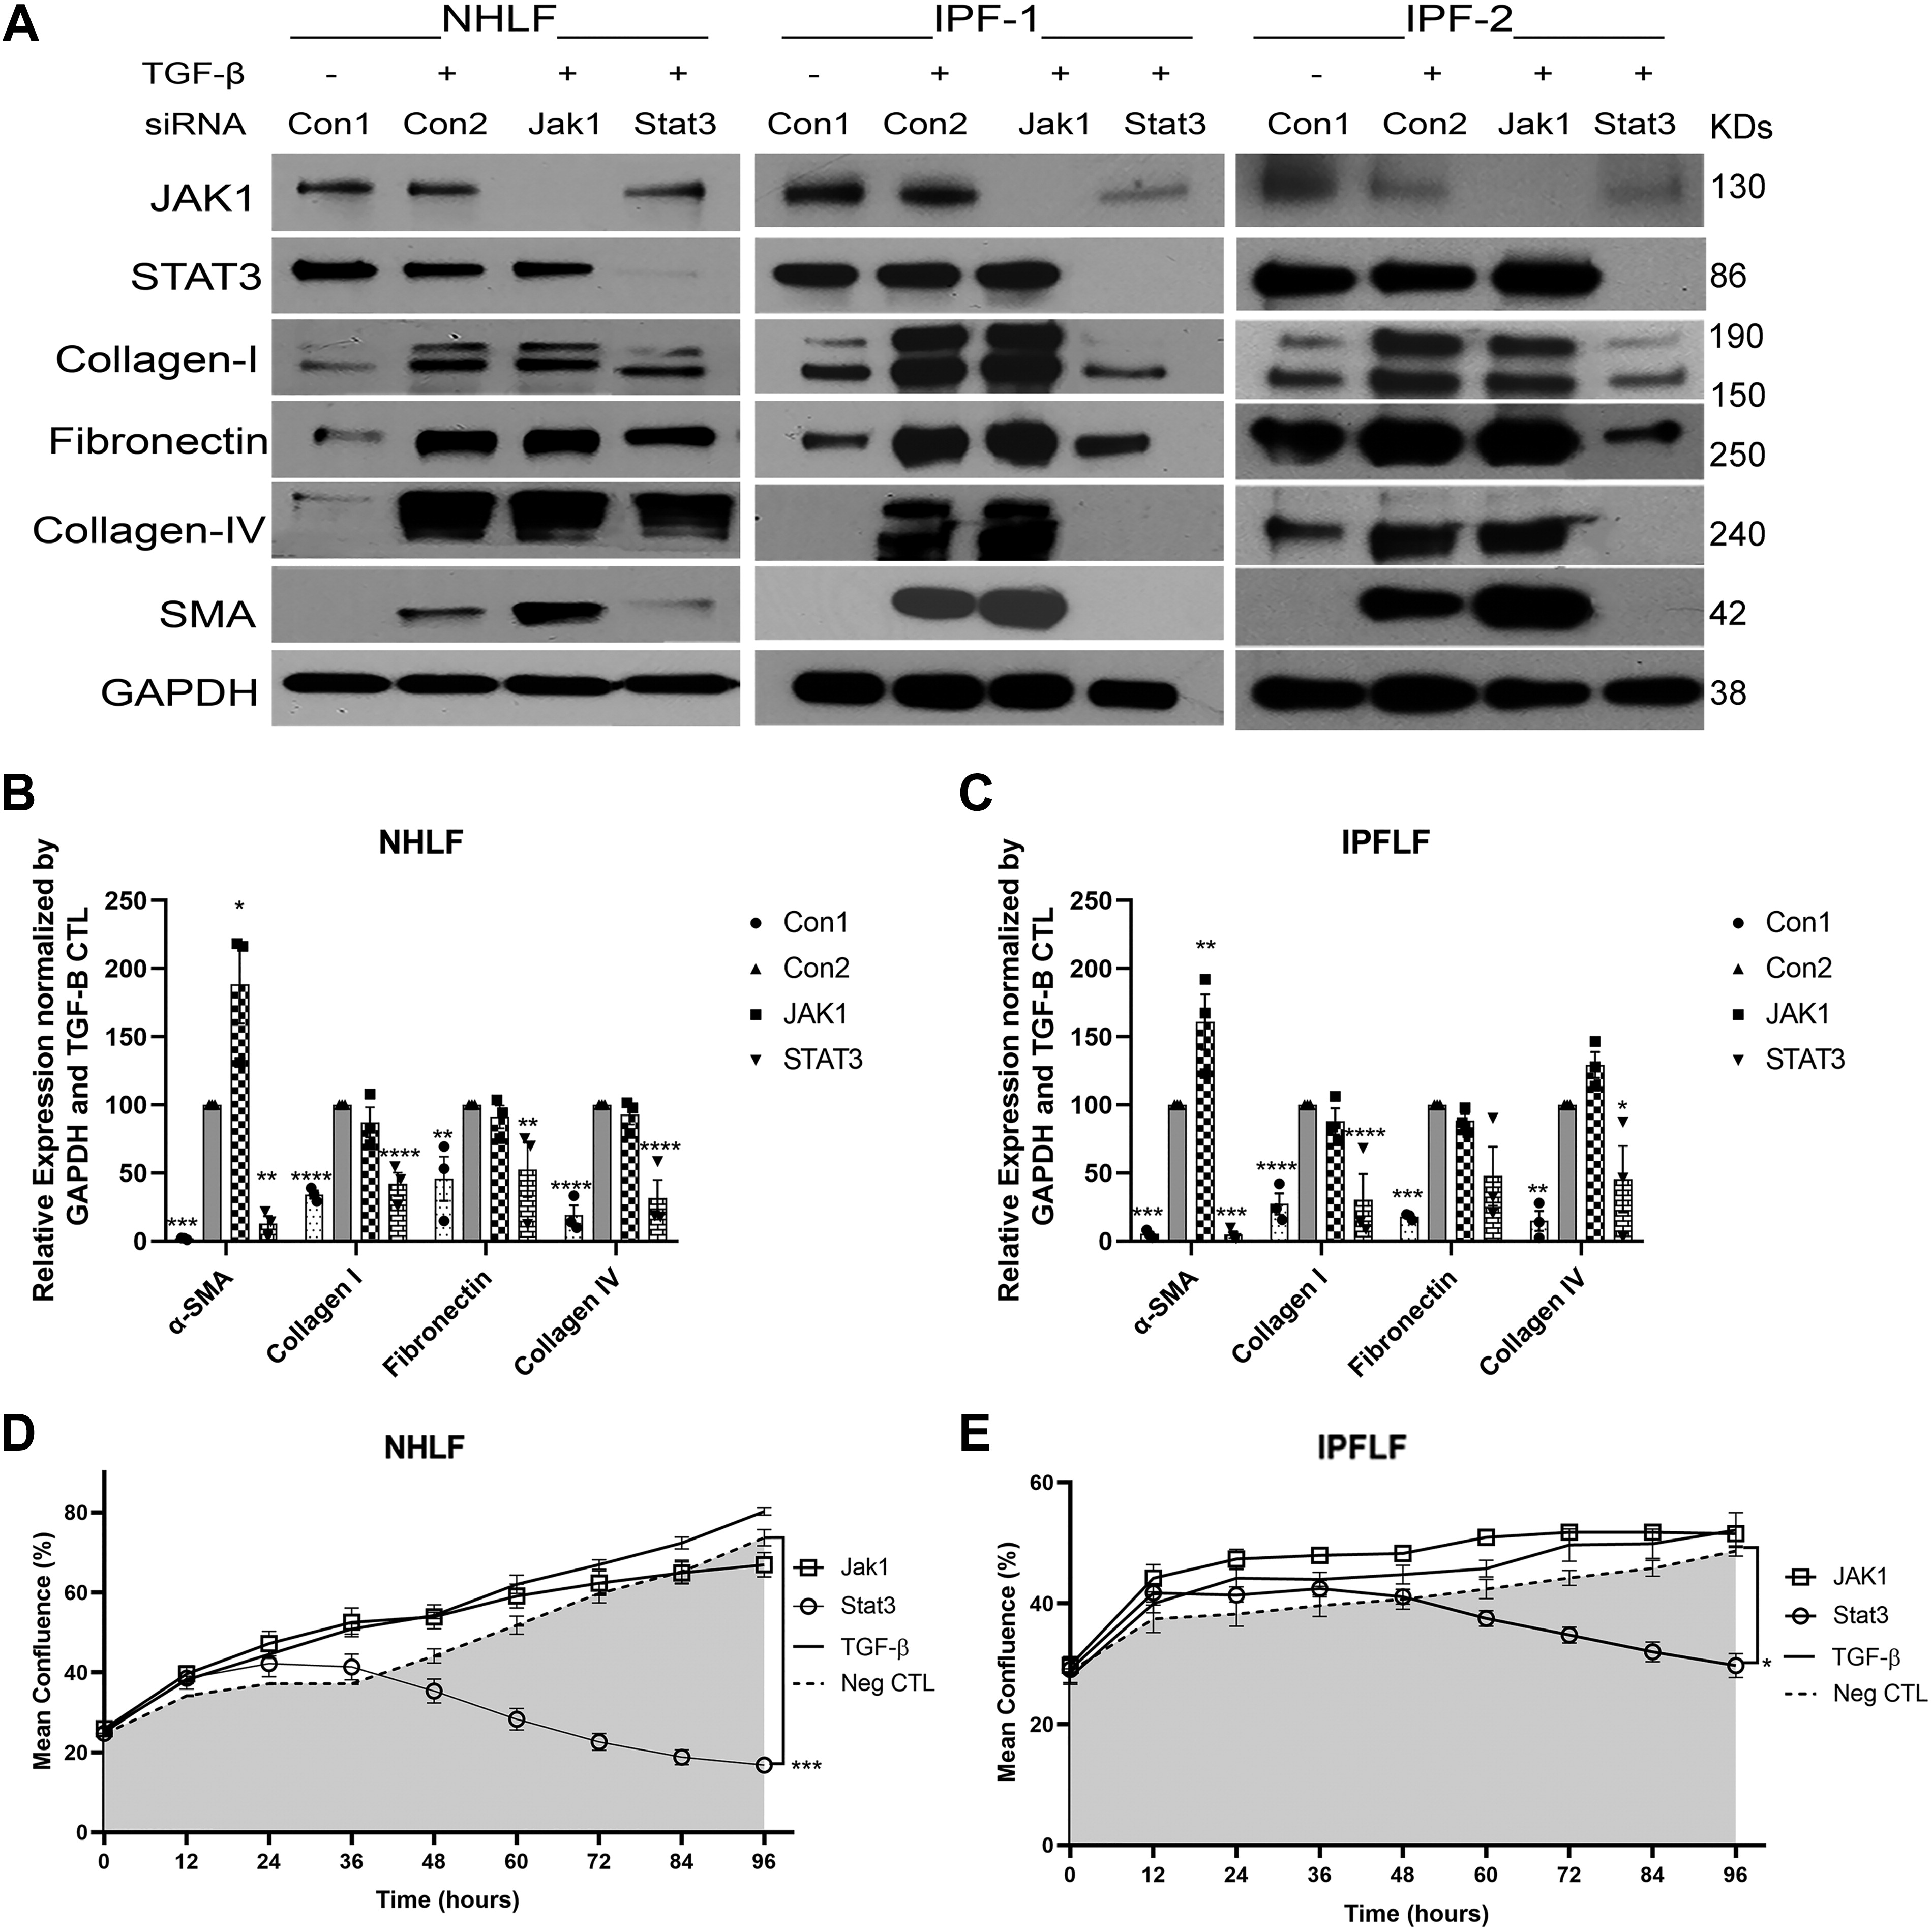 A
NHLF IPF-1 IPF-2
TGF-β - + + + - + + + - + + +
siRNA Con1 Con2 Jak1 Stat3 Con1 Con2 Jak1 Stat3 Con1 Con2 Jak1 Stat3 KDs
JAK1 130
STAT3 86
Collagen-I 190
150
Fibronectin 250
Collagen-IV 240
SMA 42
GAPDH 38
B
NHLF
Relative Expression normalized by
GAPDH and TGF-B CTL
250
200
150
100
50
0
*
***
**
****
****
**
**
****
****
α-SMA
Collagen I
Fibronectin
Collagen IV
Con1
Con2
JAK1
STAT3
C
IPFLF
Relative Expression normalized by
GAPDH and TGF-B CTL
250
200
150
100
50
0
**
***
***
****
****
***
**
*
α-SMA
Collagen I
Fibronectin
Collagen IV
Con1
Con2
JAK1
STAT3
D
NHLF
Mean Confluence (%)
80
60
40
20
0
0 12 24 36 48 60 72 84 96
Time (hours)
Jak1
Stat3
TGF-β
Neg CTL
***
E
IPFLF
Mean Confluence (%)
60
40
20
0
0 12 24 36 48 60 72 84 96
Time (hours)
JAK1
Stat3
TGF-β
Neg CTL
*